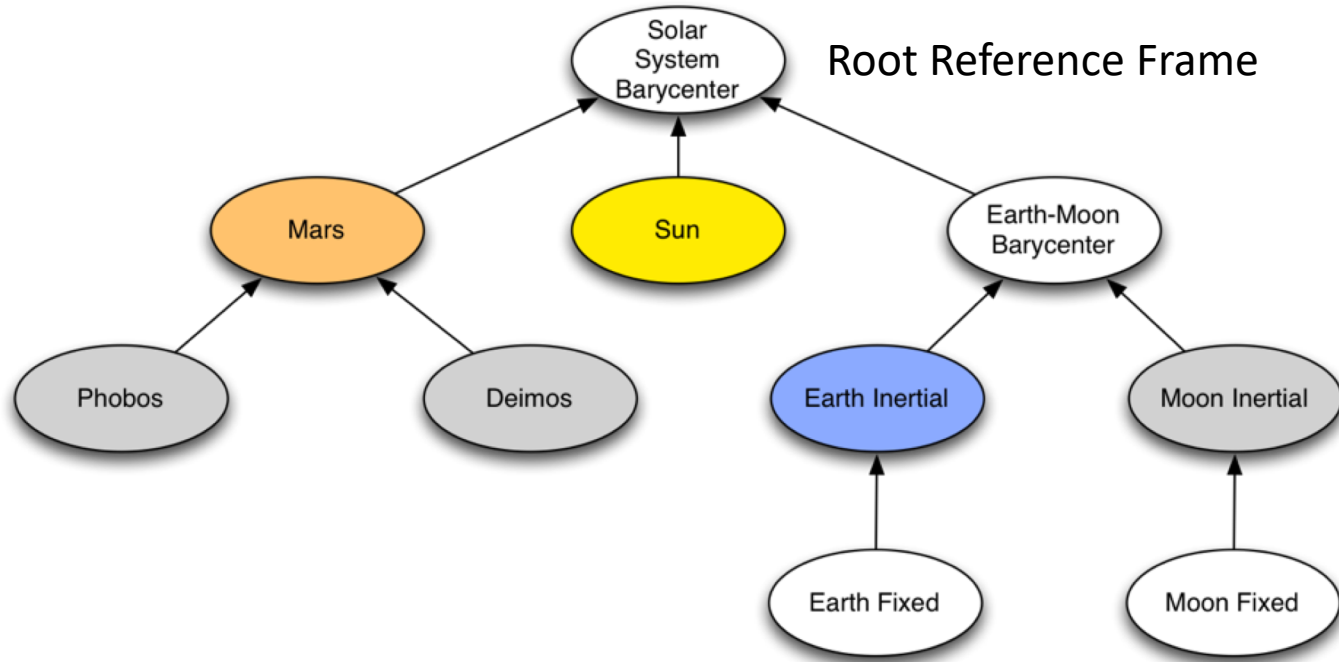 Solar
System
Barycenter
Root Reference Frame
Mars
Sun
Earth-Moon
Barycenter
Phobos
Deimos
Earth Inertial
Moon Inertial
Earth Fixed
Moon Fixed